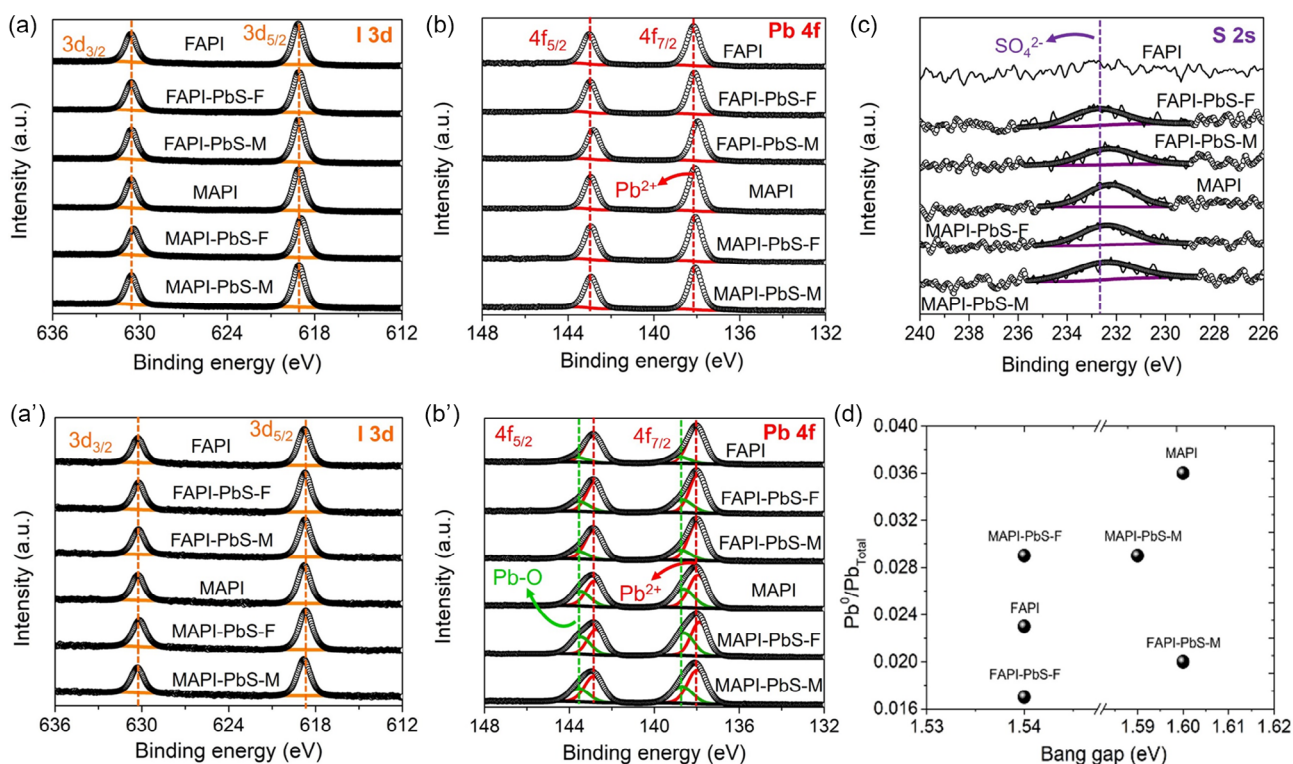 (a)
I 3d
3d3/2
3d5/2
FAPI
FAPI-PbS-F
FAPI-PbS-M
MAPI
MAPI-PbS-F
MAPI-PbS-M
Intensity (a.u.)
636 630 624 618 612
Binding energy (eV)
(b)
Pb 4f
4f5/2
4f7/2
FAPI
FAPI-PbS-F
FAPI-PbS-M
Pb2+
MAPI
MAPI-PbS-F
MAPI-PbS-M
Intensity (a.u.)
148 144 140 136 132
Binding energy (eV)
(c)
S 2s
SO42-
FAPI
FAPI-PbS-F
FAPI-PbS-M
MAPI
MAPI-PbS-F
MAPI-PbS-M
Intensity (a.u.)
240 238 236 234 232 230 228 226
Binding energy (eV)
(a')
I 3d
3d3/2
3d5/2
FAPI
FAPI-PbS-F
FAPI-PbS-M
MAPI
MAPI-PbS-F
MAPI-PbS-M
Intensity (a.u.)
636 630 624 618 612
Binding energy (eV)
(b')
Pb 4f
4f5/2
4f7/2
FAPI
FAPI-PbS-F
FAPI-PbS-M
Pb-O
Pb2+
MAPI
MAPI-PbS-F
MAPI-PbS-M
Intensity (a.u.)
148 144 140 136 132
Binding energy (eV)
(d)
0.040
0.036
0.032
0.028
0.024
0.020
0.016
Pb0/PbTotal
MAPI
MAPI-PbS-F
MAPI-PbS-M
FAPI
FAPI-PbS-M
FAPI-PbS-F
1.53 1.54 1.59 1.60 1.61 1.62
Bang gap (eV)